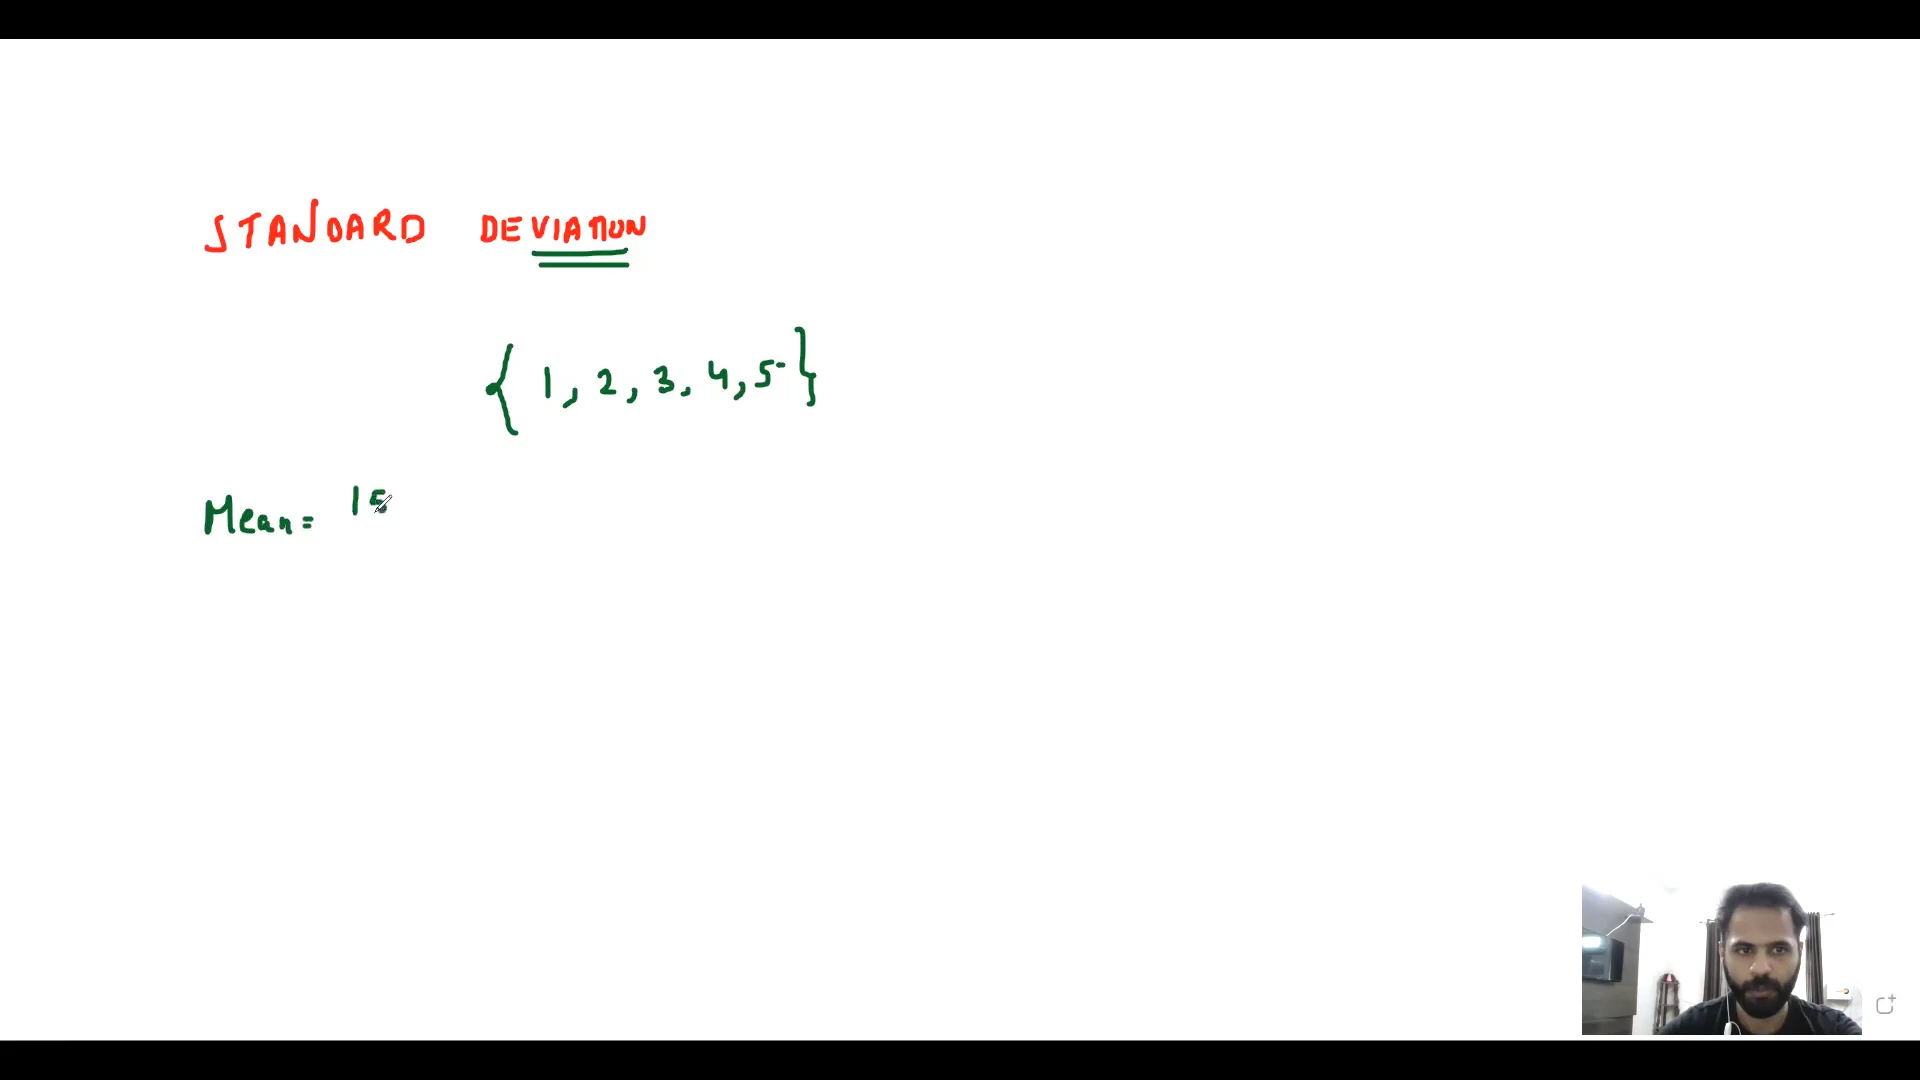 STANDARD DEVIATION
{ 1, 2, 3, 4, 5 }
Mean = 15